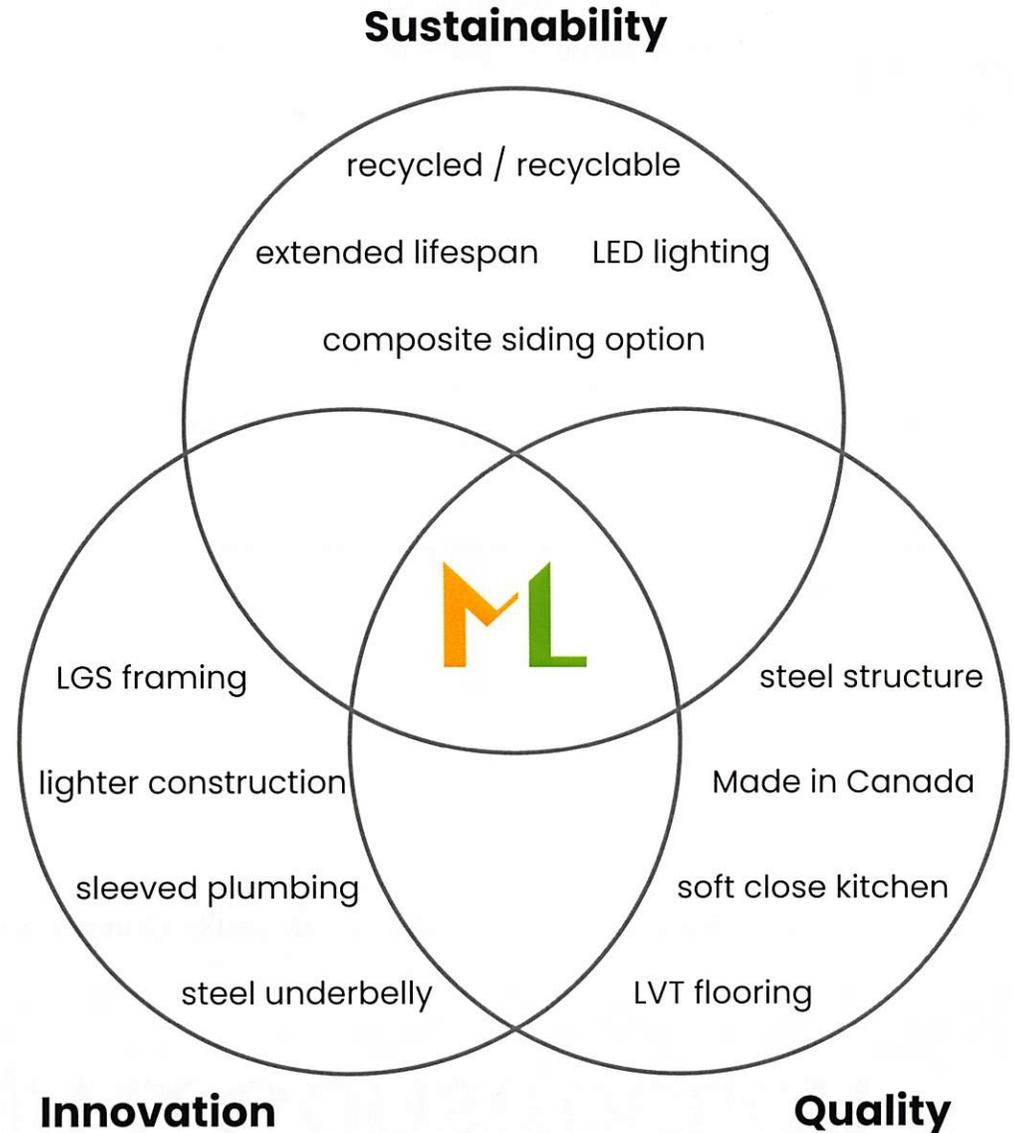 Sustainability
recycled / recyclable
extended lifespan LED lighting
composite siding option
ML
LGS framing steel structure
lighter construction Made in Canada
sleeved plumbing soft close kitchen
steel underbelly LVT flooring
Innovation Quality